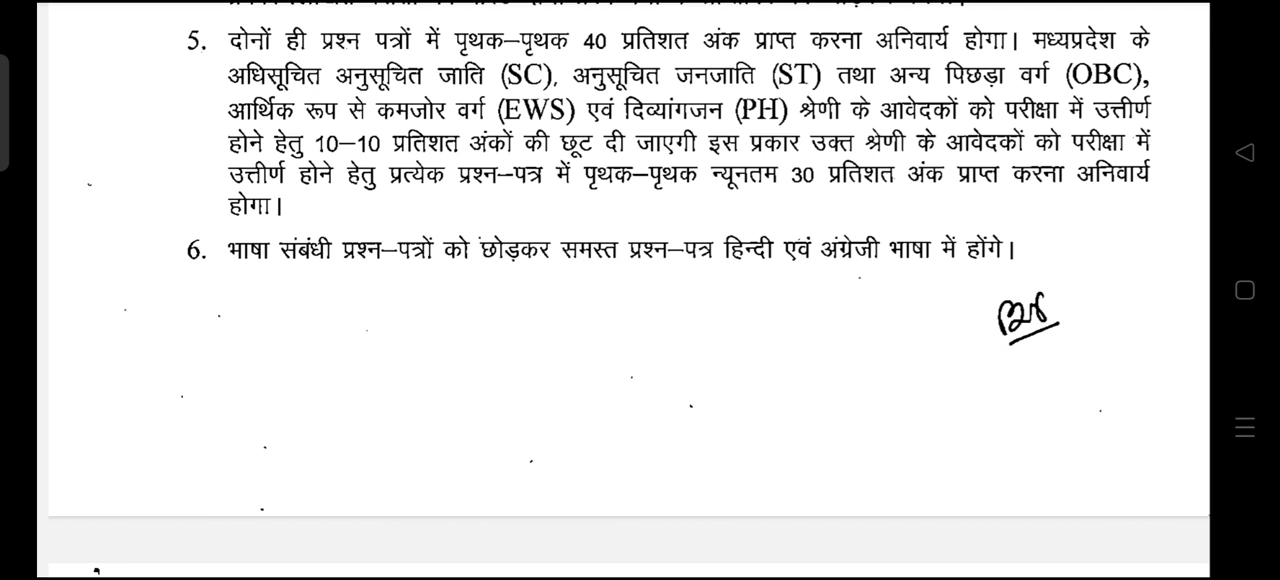 5. दोनों ही प्रश्न पत्रों में पृथक–पृथक 40 प्रतिशत अंक प्राप्त करना अनिवार्य होगा। मध्यप्रदेश के
अधिसूचित अनुसूचित जाति (SC), अनुसूचित जनजाति (ST) तथा अन्य पिछड़ा वर्ग (OBC),
आर्थिक रूप से कमजोर वर्ग (EWS) एवं दिव्यांगजन (PH) श्रेणी के आवेदकों को परीक्षा में उत्तीर्ण
होने हेतु 10–10 प्रतिशत अंकों की छूट दी जाएगी इस प्रकार उक्त श्रेणी के आवेदकों को परीक्षा में
उत्तीर्ण होने हेतु प्रत्येक प्रश्न–पत्र में पृथक–पृथक न्यूनतम 30 प्रतिशत अंक प्राप्त करना अनिवार्य
होगा।
6. भाषा संबंधी प्रश्न–पत्रों को छोड़कर समस्त प्रश्न–पत्र हिन्दी एवं अंग्रेजी भाषा में होंगे।